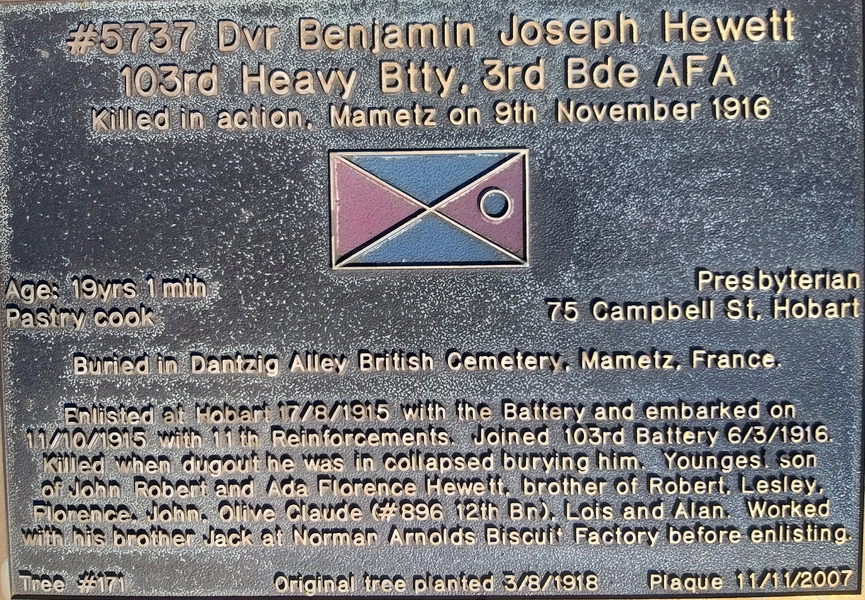 #5737 Dvr Benjamin Joseph Hewett
103rd Heavy Btty, 3rd Bde AFA
Killed in action, Mametz on 9th November 1916
Age: 19yrs 1 mth
Presbyterian
Pastry cook
75 Campbell St, Hobart
Buried in Dantzig Alley British Cemetery, Mametz, France.
Enlisted at Hobart 17/8/1915 with the Battery and embarked on
11/10/1915 with 11th Reinforcements. Joined 103rd Battery 6/3/1916.
Killed when dugout he was in collapsed burying him. Youngest son
of John Robert and Ada Florence Hewett, brother of Robert, Lesley,
Florence, John, Olive Claude (#896 12th Bn), Lois and Alan. Worked
with his brother Jack at Norman Arnolds Biscuit Factory before enlisting.
Tree #171 Original tree planted 3/8/1918 Plaque 11/11/2007